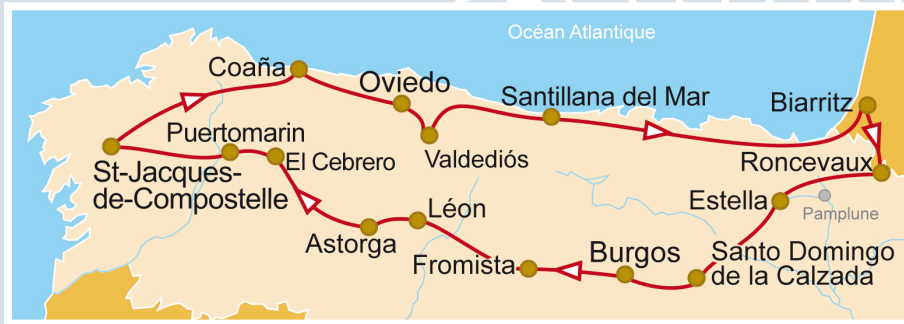 Océan Atlantique
Coaña
Oviedo
Santillana del Mar
Biarritz
Puertomarin
Valdediós
El Cebrero
Roncevaux
St-Jacques-
de-Compostelle
Estella
Pamplune
Léon
Astorga
Fromista
Burgos
Santo Domingo
de la Calzada